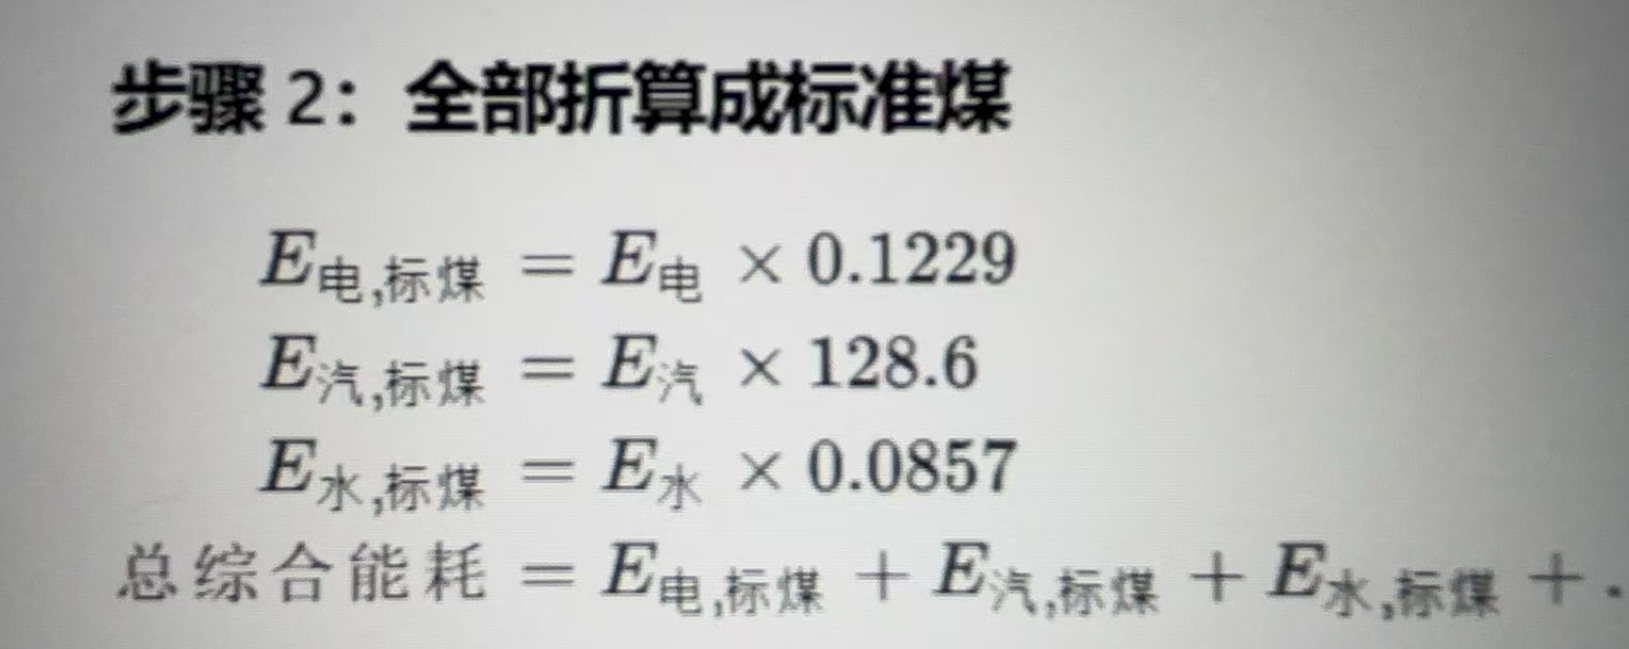 步骤 2：全部折算成标准煤
E电,标煤 = E电 × 0.1229
E汽,标煤 = E汽 × 128.6
E水,标煤 = E水 × 0.0857
总综合能耗 = E电,标煤 + E汽,标煤 + E水,标煤 + .